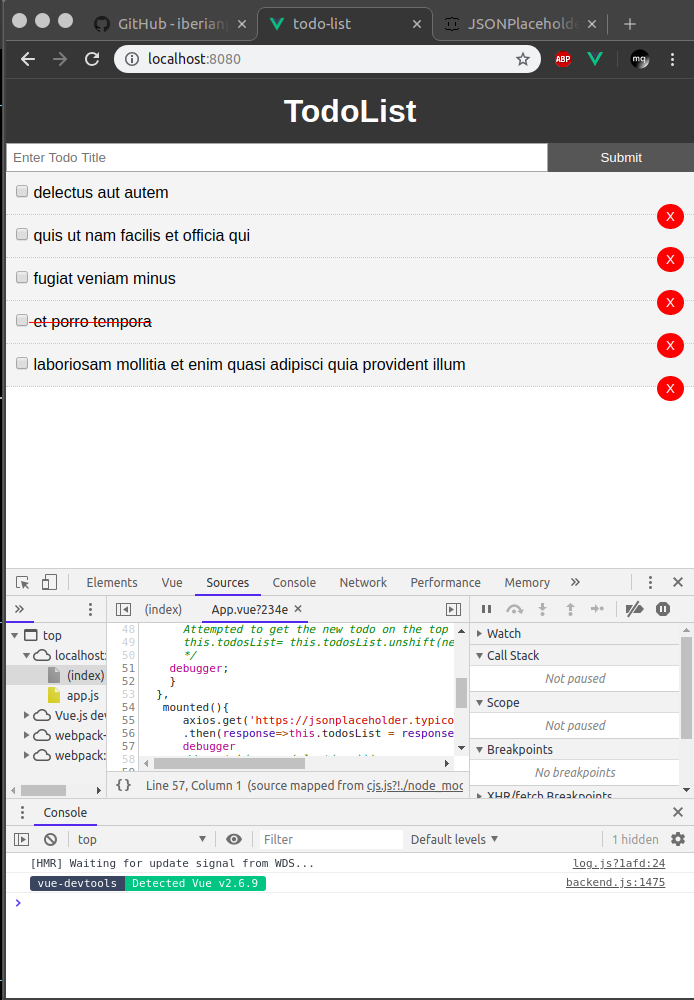 GitHub - iberian
todo-list
JSONPlaceholde
localhost:8080
ABP
TodoList
Enter Todo Title
Submit
delectus aut autem
X
quis ut nam facilis et officia qui
X
fugiat veniam minus
X
et porro tempora
X
laboriosam mollitia et enim quasi adipisci quia provident illum
X
Elements Vue Sources Console Network Performance Memory »
» (index) App.vue?234e ×
top
localhost:
(index)
app.js
Vue.js dev
webpack-
webpack:
48 Attempted to get the new todo on the top
49 this.todosList= this.todosList.unshift(ne
50 */
51 debugger;
52 }
53 },
54 mounted(){
55 axios.get('https://jsonplaceholder.typico
56 .then(response=>this.todosList = response
57 debugger
58
{} Line 57, Column 1 (source mapped from cjs.js?!./node_mod
Watch
Call Stack
Not paused
Scope
Not paused
Breakpoints
No breakpoints
XHR/fetch Breakpoints
Console
top Filter Default levels 1 hidden
[HMR] Waiting for update signal from WDS... log.js?1afd:24
vue-devtools Detected Vue v2.6.9 backend.js:1475
>